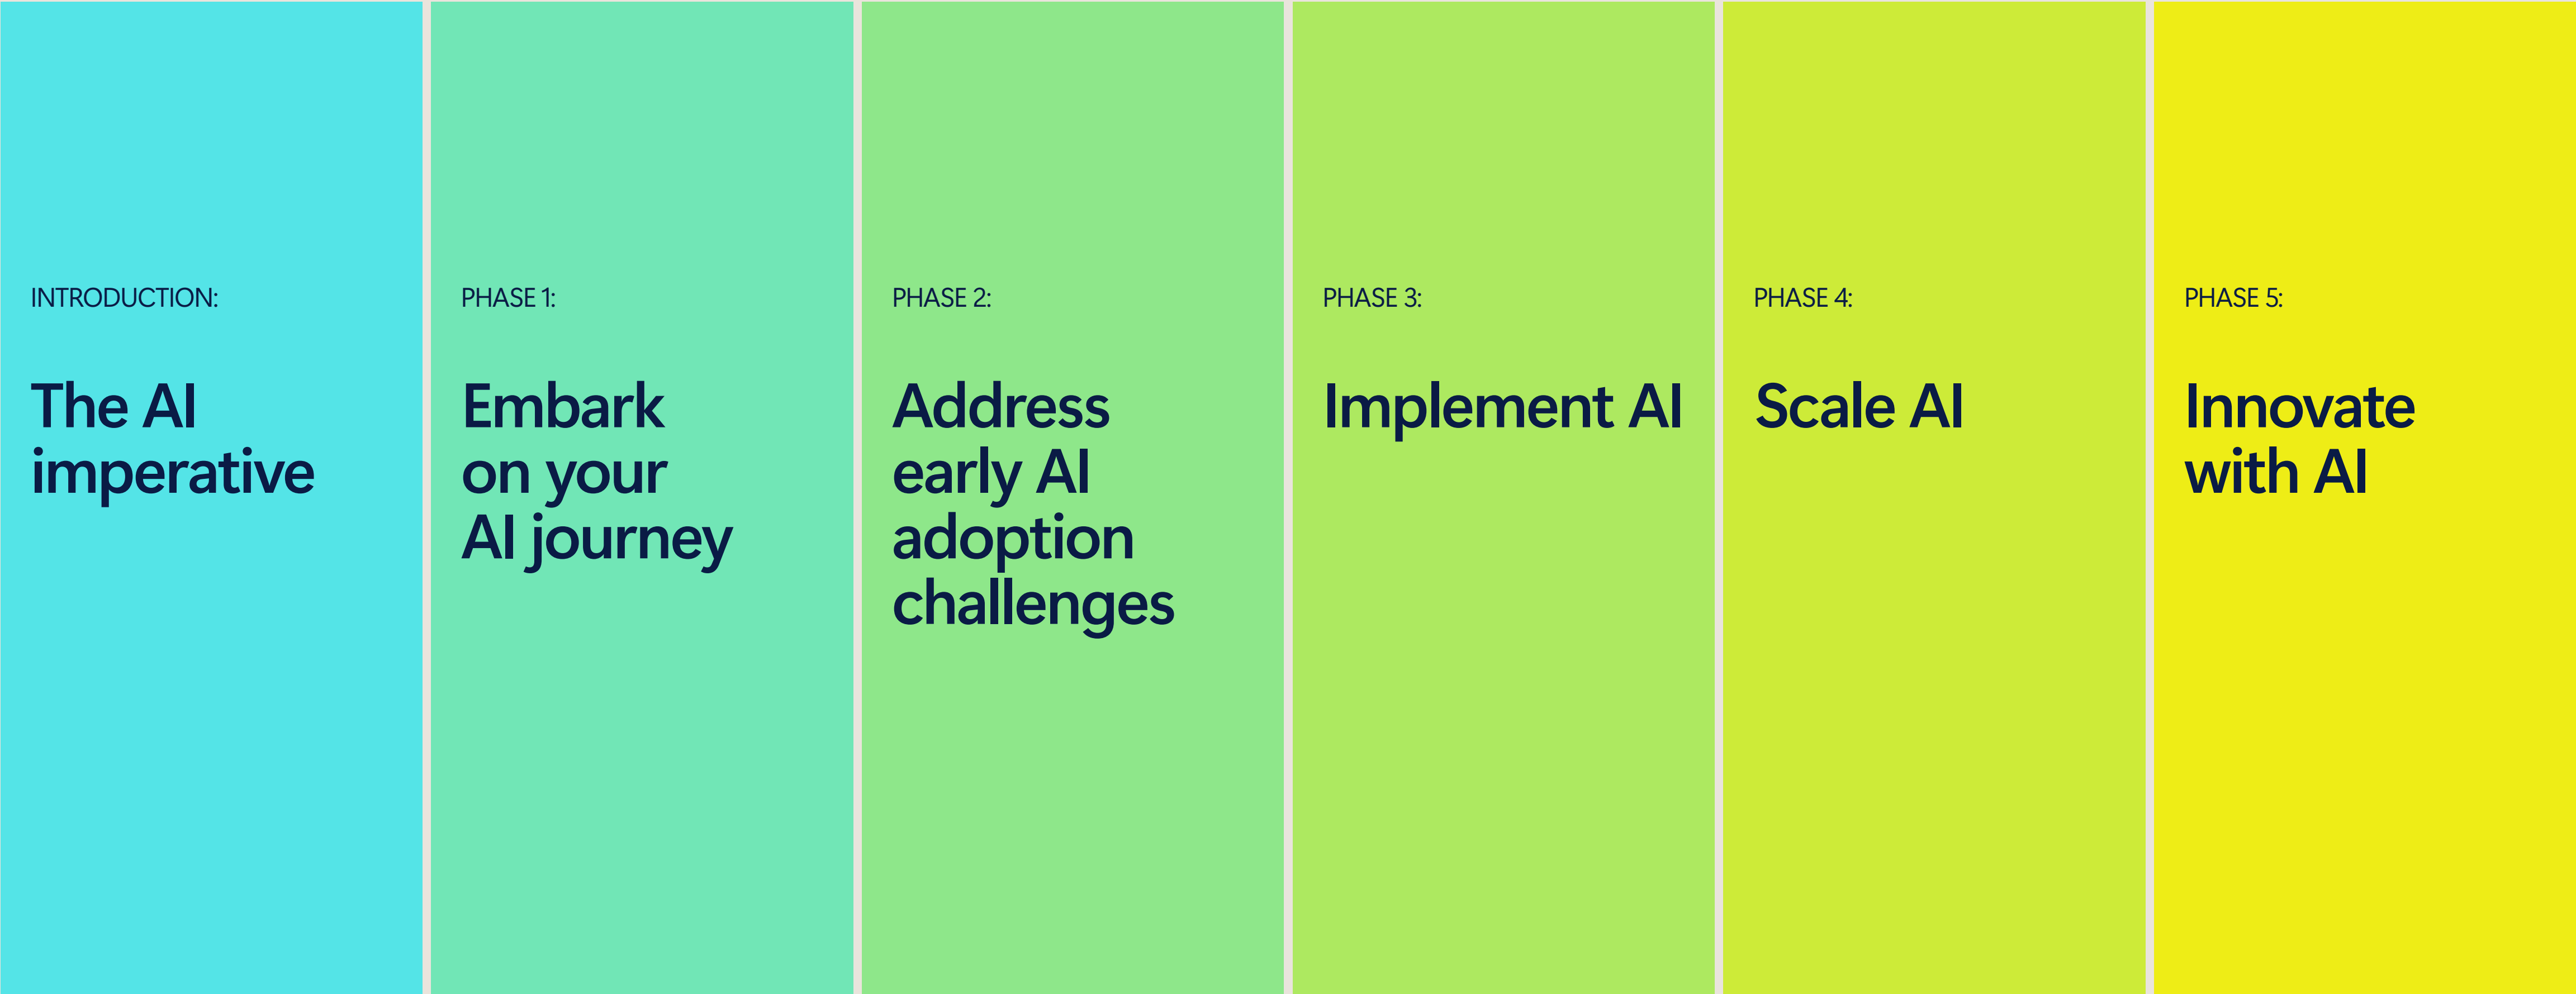 INTRODUCTION:
The AI
imperative
PHASE 1:
Embark
on your
AI journey
PHASE 2:
Address
early AI
adoption
challenges
PHASE 3:
Implement AI
PHASE 4:
Scale AI
PHASE 5:
Innovate
with AI